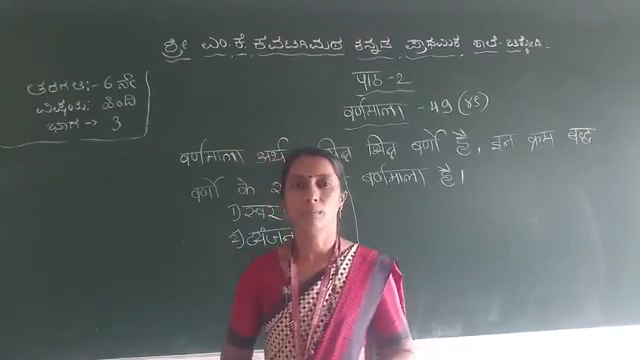 ಶ್ರೀ ಎಂ.ಕೆ. ಕವಟಗಿಮಠ ಕನ್ನಡ ಪ್ರಾಥಮಿಕ ಶಾಲೆ-
ತರಗತಿ:- 6 ನೇ
ವಿಷಯ: ಹಿಂದಿ
ಭಾಗ → 3
पाठ -2
वर्णमाला - 49 (४९)
वर्णमाला अर्थ भिन्न वर्णो है, इन क्रम बद्ध
वर्णो के वर्णमाला है।
1) स्वर
2) व्यंजन